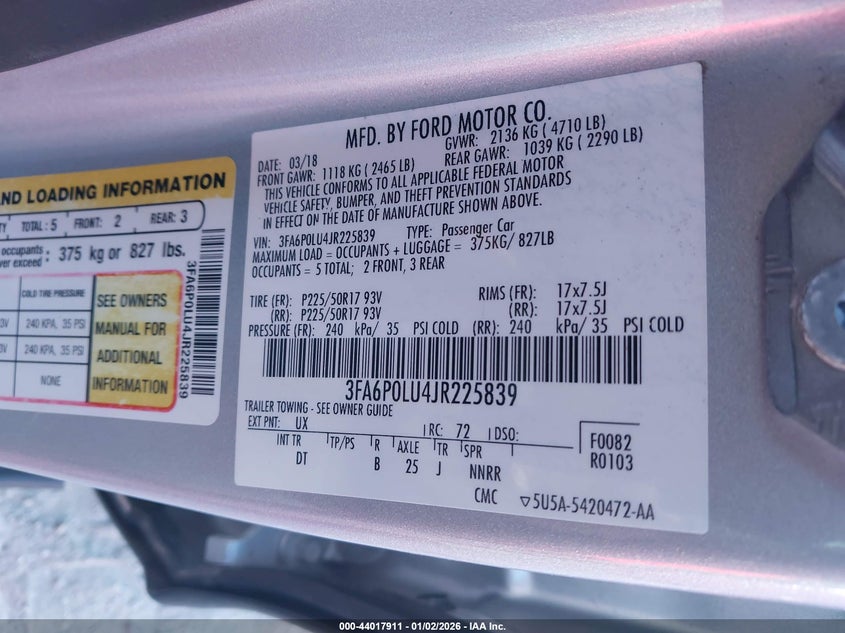 AND LOADING INFORMATION
TOTAL : 5 FRONT: 2 REAR: 3
occupants: 375 kg or 827 lbs.
exceed :
COLD TIRE PRESSURE
240 KPA, 35 PSI
240 KPA, 35 PSI
NONE
SEE OWNERS
MANUAL FOR
ADDITIONAL
INFORMATION
3FA6P0LU4JR225839
MFD. BY FORD MOTOR CO.
DATE: 03/18 GVWR: 2136 KG ( 4710 LB)
FRONT GAWR: 1118 KG ( 2465 LB) REAR GAWR: 1039 KG ( 2290 LB)
THIS VEHICLE CONFORMS TO ALL APPLICABLE FEDERAL MOTOR
VEHICLE SAFETY, BUMPER, AND THEFT PREVENTION STANDARDS
IN EFFECT ON THE DATE OF MANUFACTURE SHOWN ABOVE.
VIN: 3FA6P0LU4JR225839 TYPE: Passenger Car
MAXIMUM LOAD = OCCUPANTS + LUGGAGE = 375KG/ 827LB
OCCUPANTS = 5 TOTAL; 2 FRONT, 3 REAR
TIRE (FR): P225/50R17 93V RIMS (FR): 17x7.5J
(RR): P225/50R17 93V (RR): 17x7.5J
PRESSURE (FR): 240 kPa/ 35 PSI COLD (RR): 240 kPa/ 35 PSI COLD
3FA6P0LU4JR225839
TRAILER TOWING - SEE OWNER GUIDE
EXT PNT: UX RC: 72 DSO: F0082
INT TR TP/PS R AXLE TR SPR R0103
DT B 25 J NNRR
CMC ▽5U5A-5420472-AA
000-44017911 - 01/02/2026 - IAA Inc.